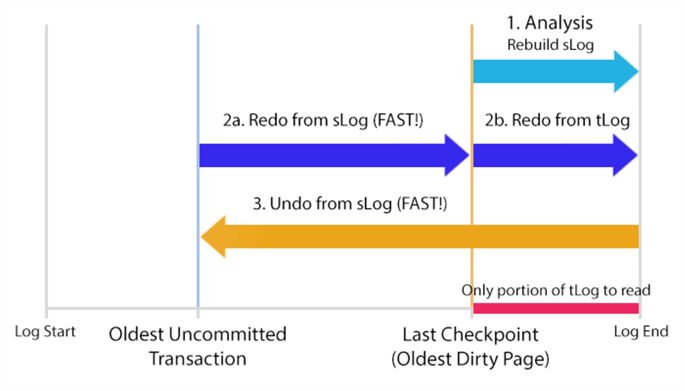 1. Analysis
Rebuild sLog
2a. Redo from sLog (FAST!)
2b. Redo from tLog
3. Undo from sLog (FAST!)
Only portion of tLog to read
Log Start
Oldest Uncommitted
Transaction
Last Checkpoint
(Oldest Dirty Page)
Log End